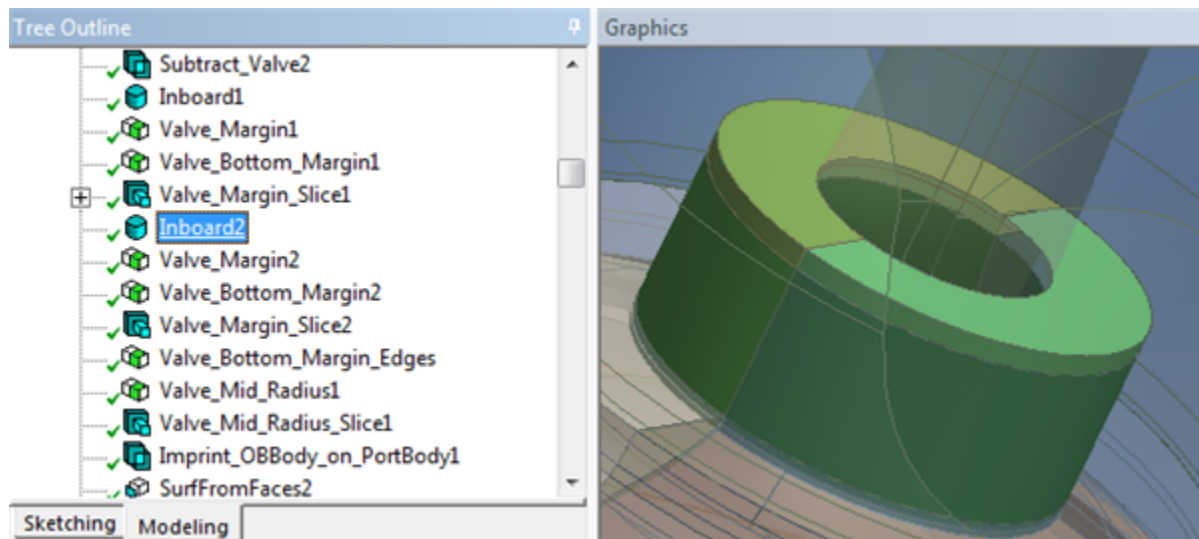 Tree Outline
Graphics
Subtract_Valve2
Inboard1
Valve_Margin1
Valve_Bottom_Margin1
Valve_Margin_Slice1
Inboard2
Valve_Margin2
Valve_Bottom_Margin2
Valve_Margin_Slice2
Valve_Bottom_Margin_Edges
Valve_Mid_Radius1
Valve_Mid_Radius_Slice1
Imprint_OBBody_on_PortBody1
SurfFromFaces2
Sketching Modeling